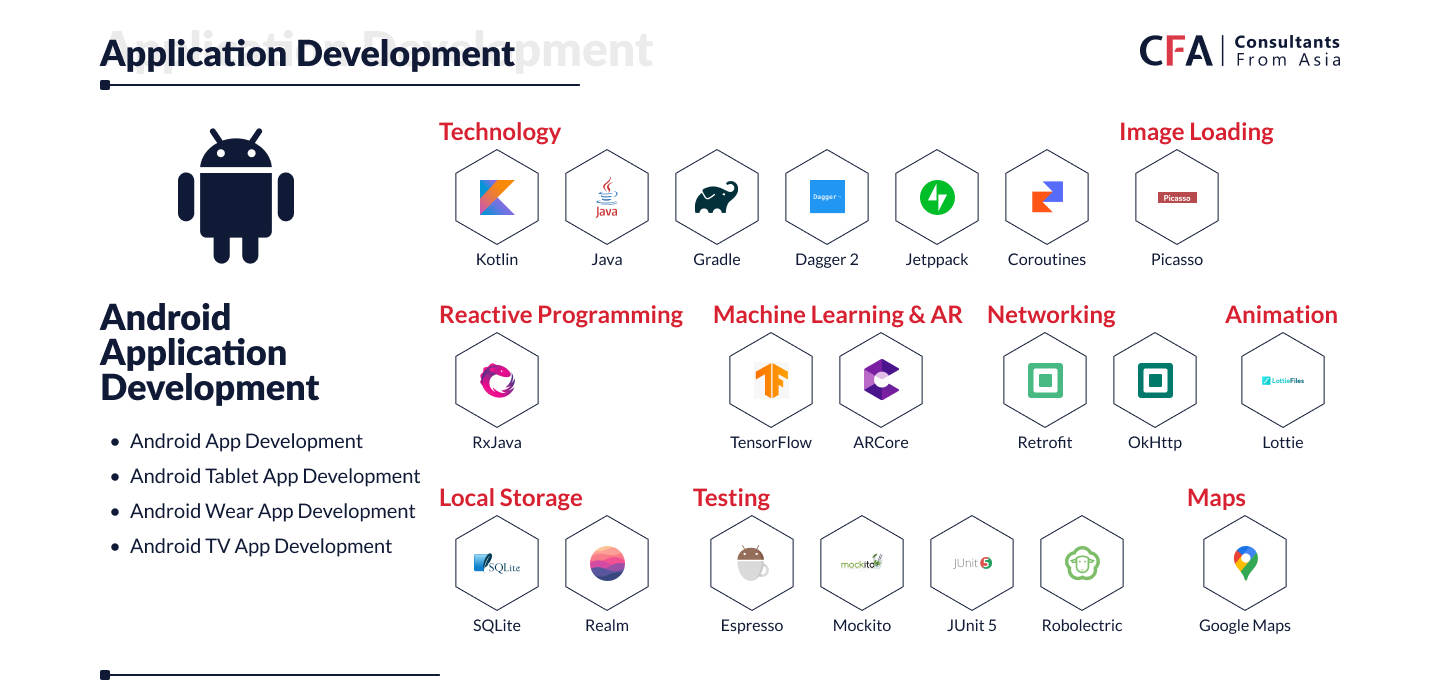 Application Development
Application Development
CFA
Consultants
From Asia
Technology
Image Loading
Java
Dagger
Picasso
Kotlin
Java
Gradle
Dagger 2
Jetppack
Coroutines
Picasso
Android
Application
Development
Android App Development
Android Tablet App Development
Android Wear App Development
Android TV App Development
Reactive Programming
Machine Learning & AR
Networking
Animation
LottieFiles
RxJava
TensorFlow
ARCore
Retrofit
OkHttp
Lottie
Local Storage
Testing
Maps
SQLite
mockito
JUnit 5
SQLite
Realm
Espresso
Mockito
JUnit 5
Robolectric
Google Maps